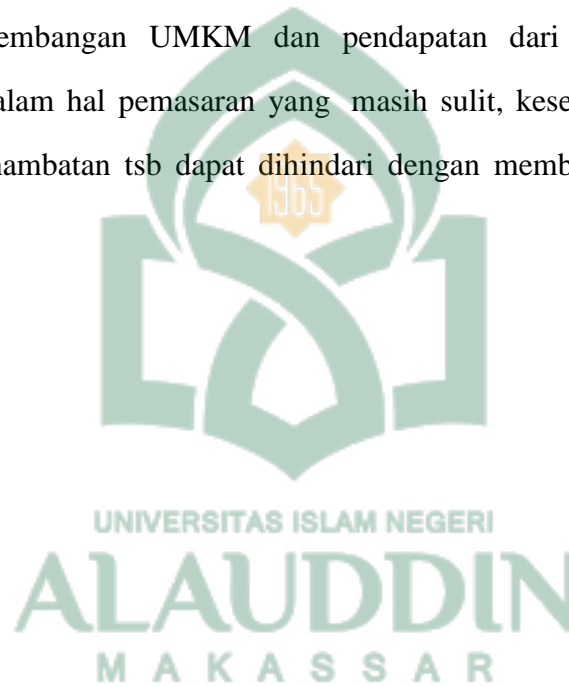 embangan UMKM dan pendapatan dari
alam hal pemasaran yang masih sulit, kese
hambatan tsb dapat dihindari dengan memb
1965
UNIVERSITAS ISLAM NEGERI
ALAUDDIN
MAKASSAR